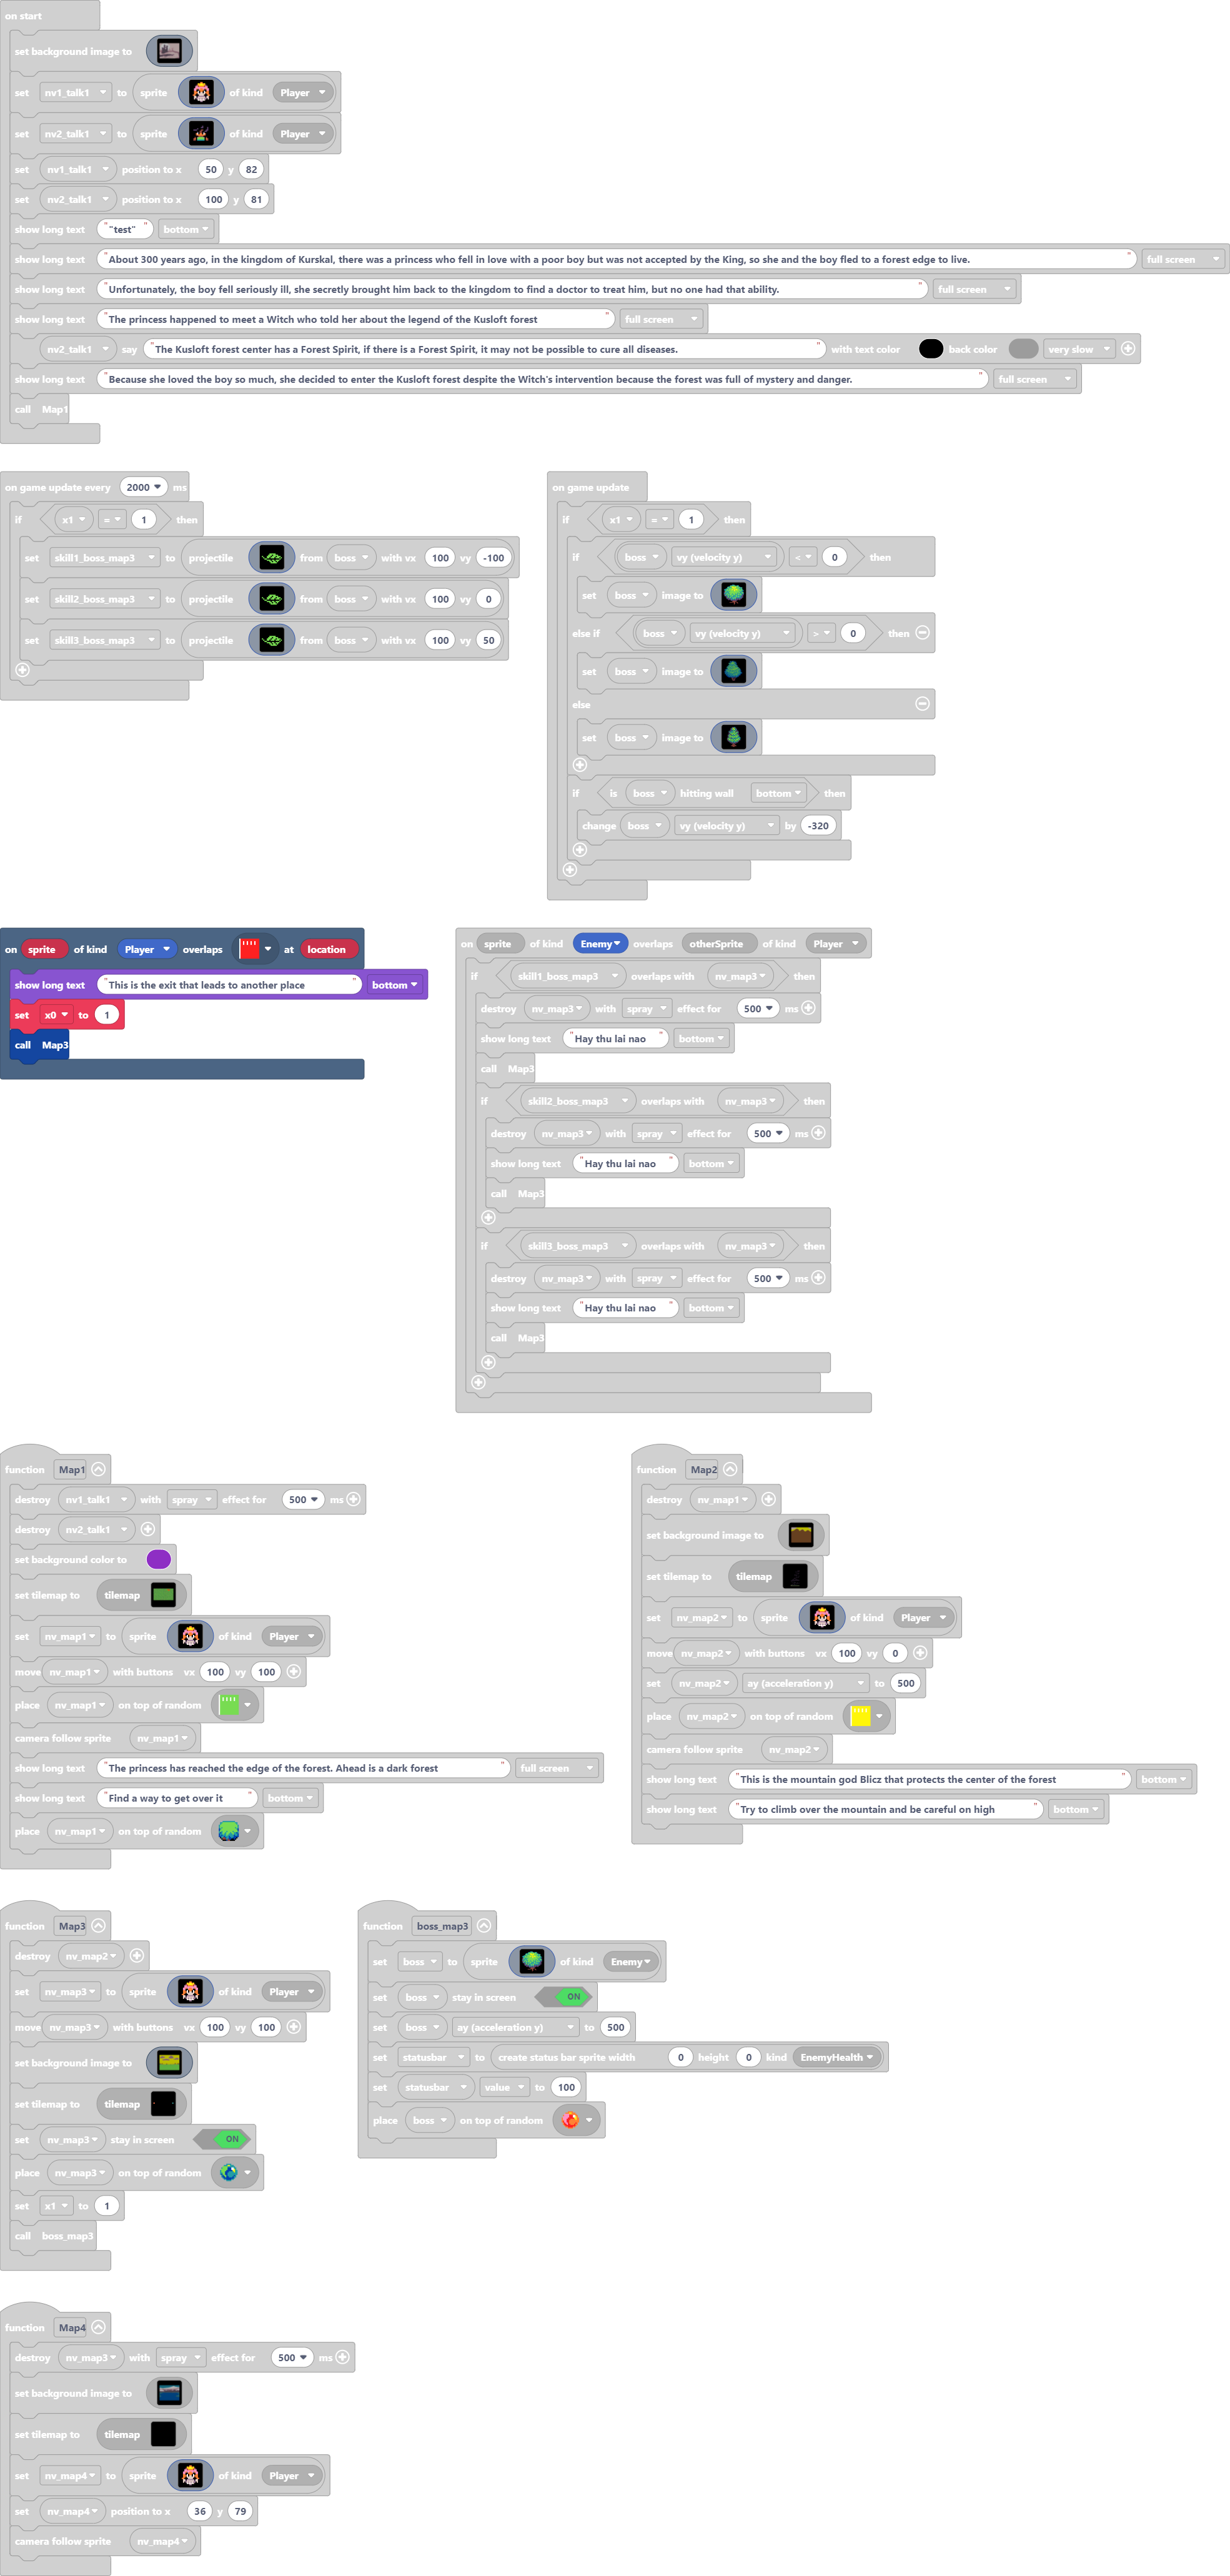 on start
set background image to
set nv1_talk1 to sprite of kind Player
set nv2_talk1 to sprite of kind Player
set nv1_talk1 position to x 50 y 82
set nv2_talk1 position to x 100 y 81
show long text ""test"" bottom
show long text "About 300 years ago, in the kingdom of Kurskal, there was a princess who fell in love with a poor boy but was not accepted by the King, so she and the boy fled to a forest edge to live." full screen
show long text "Unfortunately, the boy fell seriously ill, she secretly brought him back to the kingdom to find a doctor to treat him, but no one had that ability." full screen
show long text "The princess happened to meet a Witch who told her about the legend of the Kusloft forest" full screen
nv2_talk1 say "The Kusloft forest center has a Forest Spirit, if there is a Forest Spirit, it may not be possible to cure all diseases." with text color back color very slow
show long text "Because she loved the boy so much, she decided to enter the Kusloft forest despite the Witch's intervention because the forest was full of mystery and danger." full screen
call Map1
on game update every 2000 ms
if x1 = 1 then
set skill1_boss_map3 to projectile from boss with vx 100 vy -100
set skill2_boss_map3 to projectile from boss with vx 100 vy 0
set skill3_boss_map3 to projectile from boss with vx 100 vy 50
on game update
if x1 = 1 then
if boss vy (velocity y) < 0 then
set boss image to
else if boss vy (velocity y) > 0 then
set boss image to
else
set boss image to
if is boss hitting wall bottom then
change boss vy (velocity y) by -320
on sprite of kind Player overlaps at location
show long text "This is the exit that leads to another place" bottom
set x0 to 1
call Map3
on sprite of kind Enemy overlaps otherSprite of kind Player
if skill1_boss_map3 overlaps with nv_map3 then
destroy nv_map3 with spray effect for 500 ms
show long text "Hay thu lai nao" bottom
call Map3
if skill2_boss_map3 overlaps with nv_map3 then
destroy nv_map3 with spray effect for 500 ms
show long text "Hay thu lai nao" bottom
call Map3
if skill3_boss_map3 overlaps with nv_map3 then
destroy nv_map3 with spray effect for 500 ms
show long text "Hay thu lai nao" bottom
call Map3
function Map1
destroy nv1_talk1 with spray effect for 500 ms
destroy nv2_talk1
set background color to
set tilemap to tilemap
set nv_map1 to sprite of kind Player
move nv_map1 with buttons vx 100 vy 100
place nv_map1 on top of random
camera follow sprite nv_map1
show long text "The princess has reached the edge of the forest. Ahead is a dark forest" full screen
show long text "Find a way to get over it" bottom
place nv_map1 on top of random
function Map2
destroy nv_map1
set background image to
set tilemap to tilemap
set nv_map2 to sprite of kind Player
move nv_map2 with buttons vx 100 vy 0
set nv_map2 ay (acceleration y) to 500
place nv_map2 on top of random
camera follow sprite nv_map2
show long text "This is the mountain god Blicz that protects the center of the forest" bottom
show long text "Try to climb over the mountain and be careful on high" bottom
function Map3
destroy nv_map2
set nv_map3 to sprite of kind Player
move nv_map3 with buttons vx 100 vy 100
set background image to
set tilemap to tilemap
set nv_map3 stay in screen ON
place nv_map3 on top of random
set x1 to 1
call boss_map3
function boss_map3
set boss to sprite of kind Enemy
set boss stay in screen ON
set boss ay (acceleration y) to 500
set statusbar to create status bar sprite width 0 height 0 kind EnemyHealth
set statusbar value to 100
place boss on top of random
function Map4
destroy nv_map3 with spray effect for 500 ms
set background image to
set tilemap to tilemap
set nv_map4 to sprite of kind Player
set nv_map4 position to x 36 y 79
camera follow sprite nv_map4